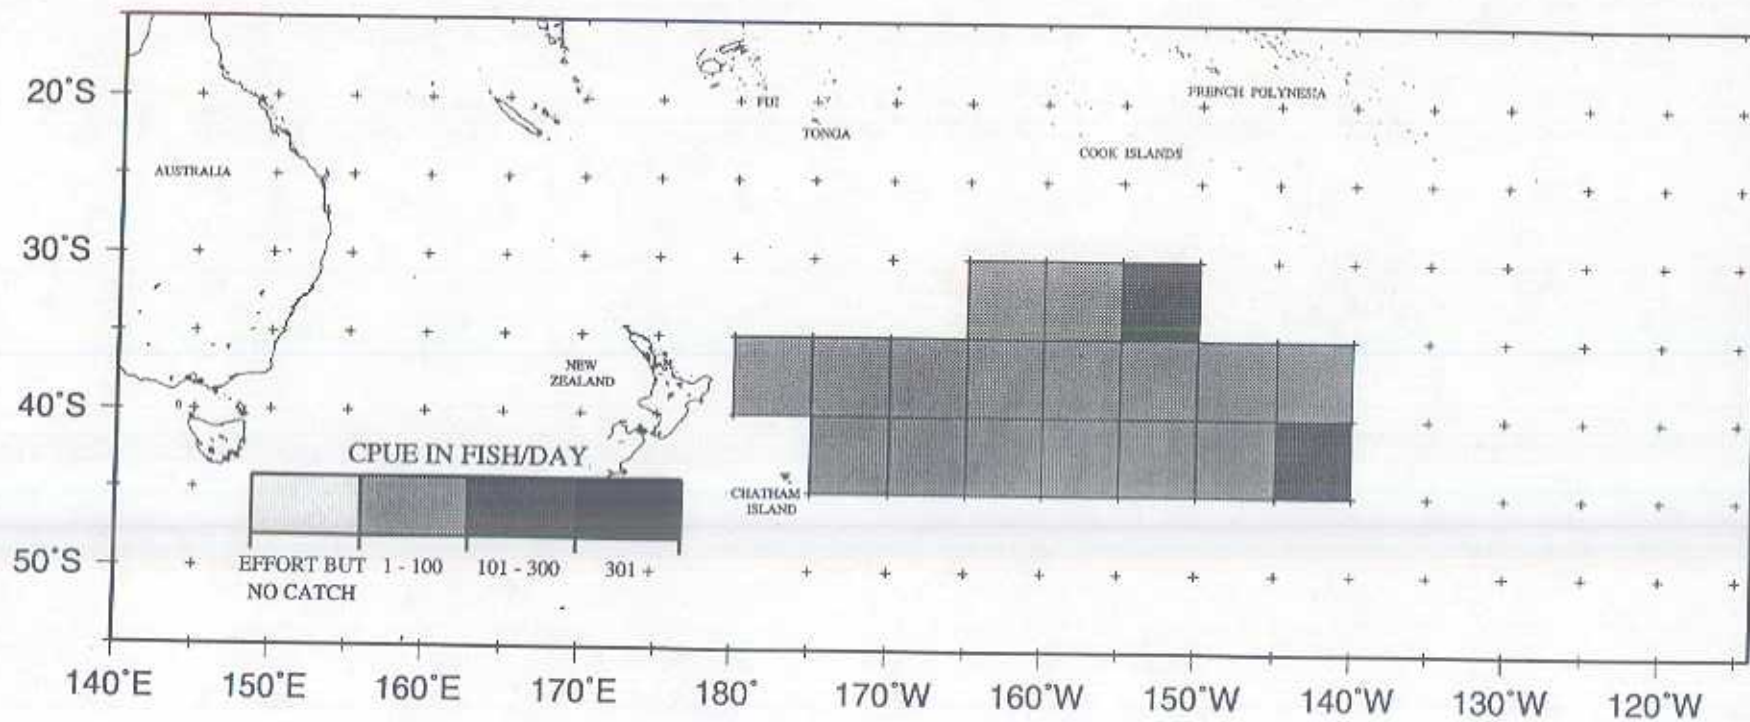 20°S
FIJI
FRENCH POLYNESIA
TONGA
COOK ISLANDS
AUSTRALIA
30°S
NEW
ZEALAND
40°S
CPUE IN FISH/DAY
CHATHAM
ISLAND
50°S
EFFORT BUT
NO CATCH
1 - 100
101 - 300
301 +
140°E
150°E
160°E
170°E
180°
170°W
160°W
150°W
140°W
130°W
120°W